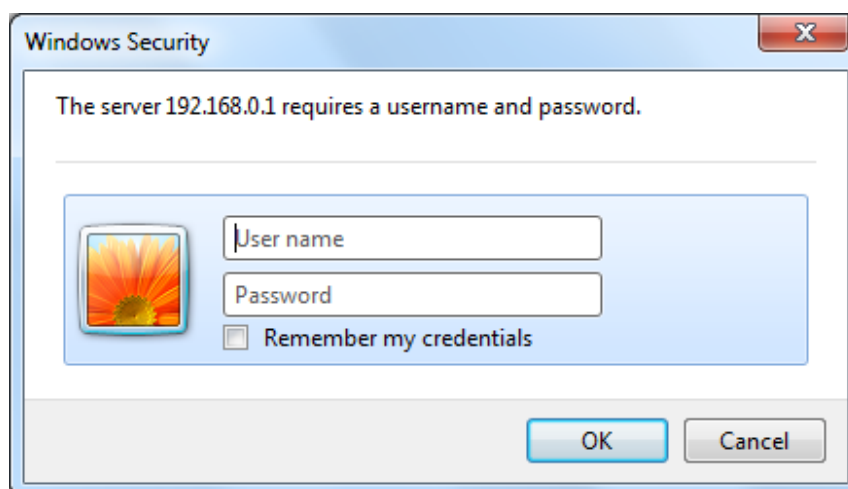 Windows Security
The server 192.168.0.1 requires a username and password.
User name
Password
Remember my credentials
OK Cancel